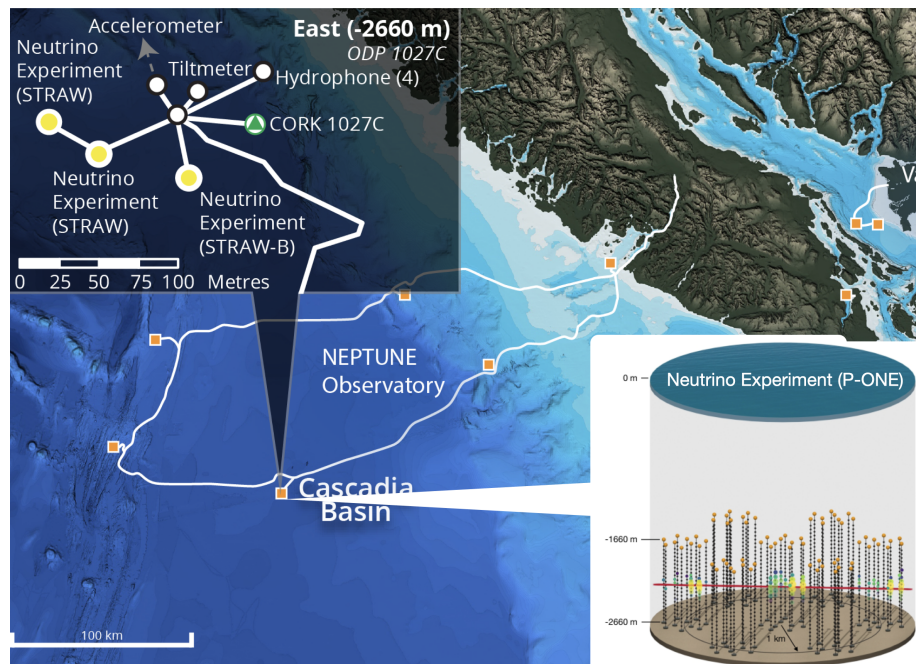 Accelerometer
East (-2660 m)
ODP 1027C
Neutrino
Experiment
(STRAW)
Tiltmeter
Hydrophone (4)
CORK 1027C
Neutrino
Experiment
(STRAW)
Neutrino
Experiment
(STRAW-B)
0 25 50 75 100 Metres
NEPTUNE
Observatory
Cascadia
Basin
100 km
0 m
Neutrino Experiment (P-ONE)
-1660 m
-2660 m
1 km